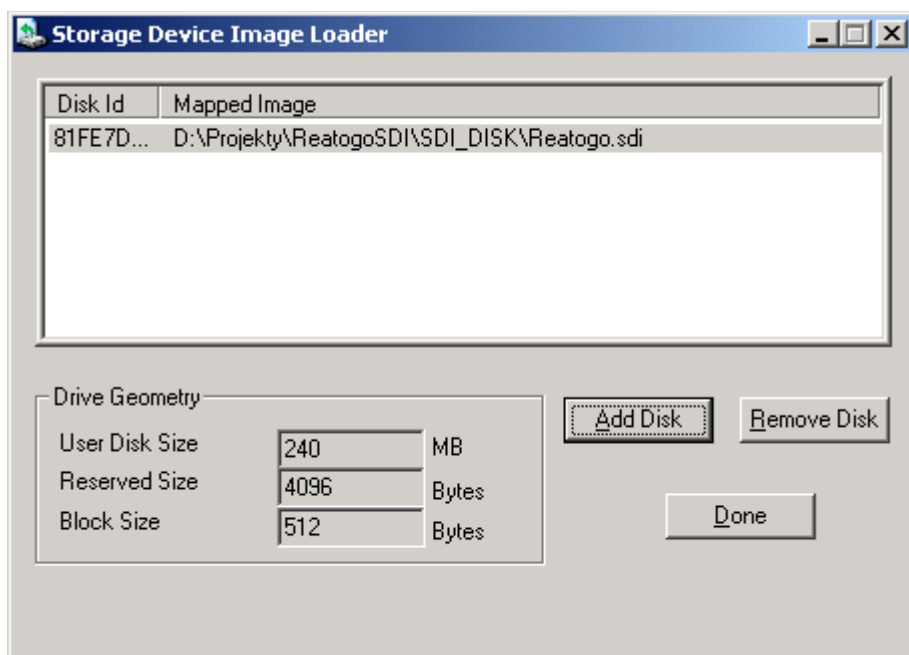 Storage Device Image Loader
Disk Id Mapped Image
81FE7D... D:\Projekty\ReatogoSDI\SDI_DISK\Reatogo.sdi
Drive Geometry
User Disk Size 240 MB
Reserved Size 4096 Bytes
Block Size 512 Bytes
Add Disk Remove Disk
Done